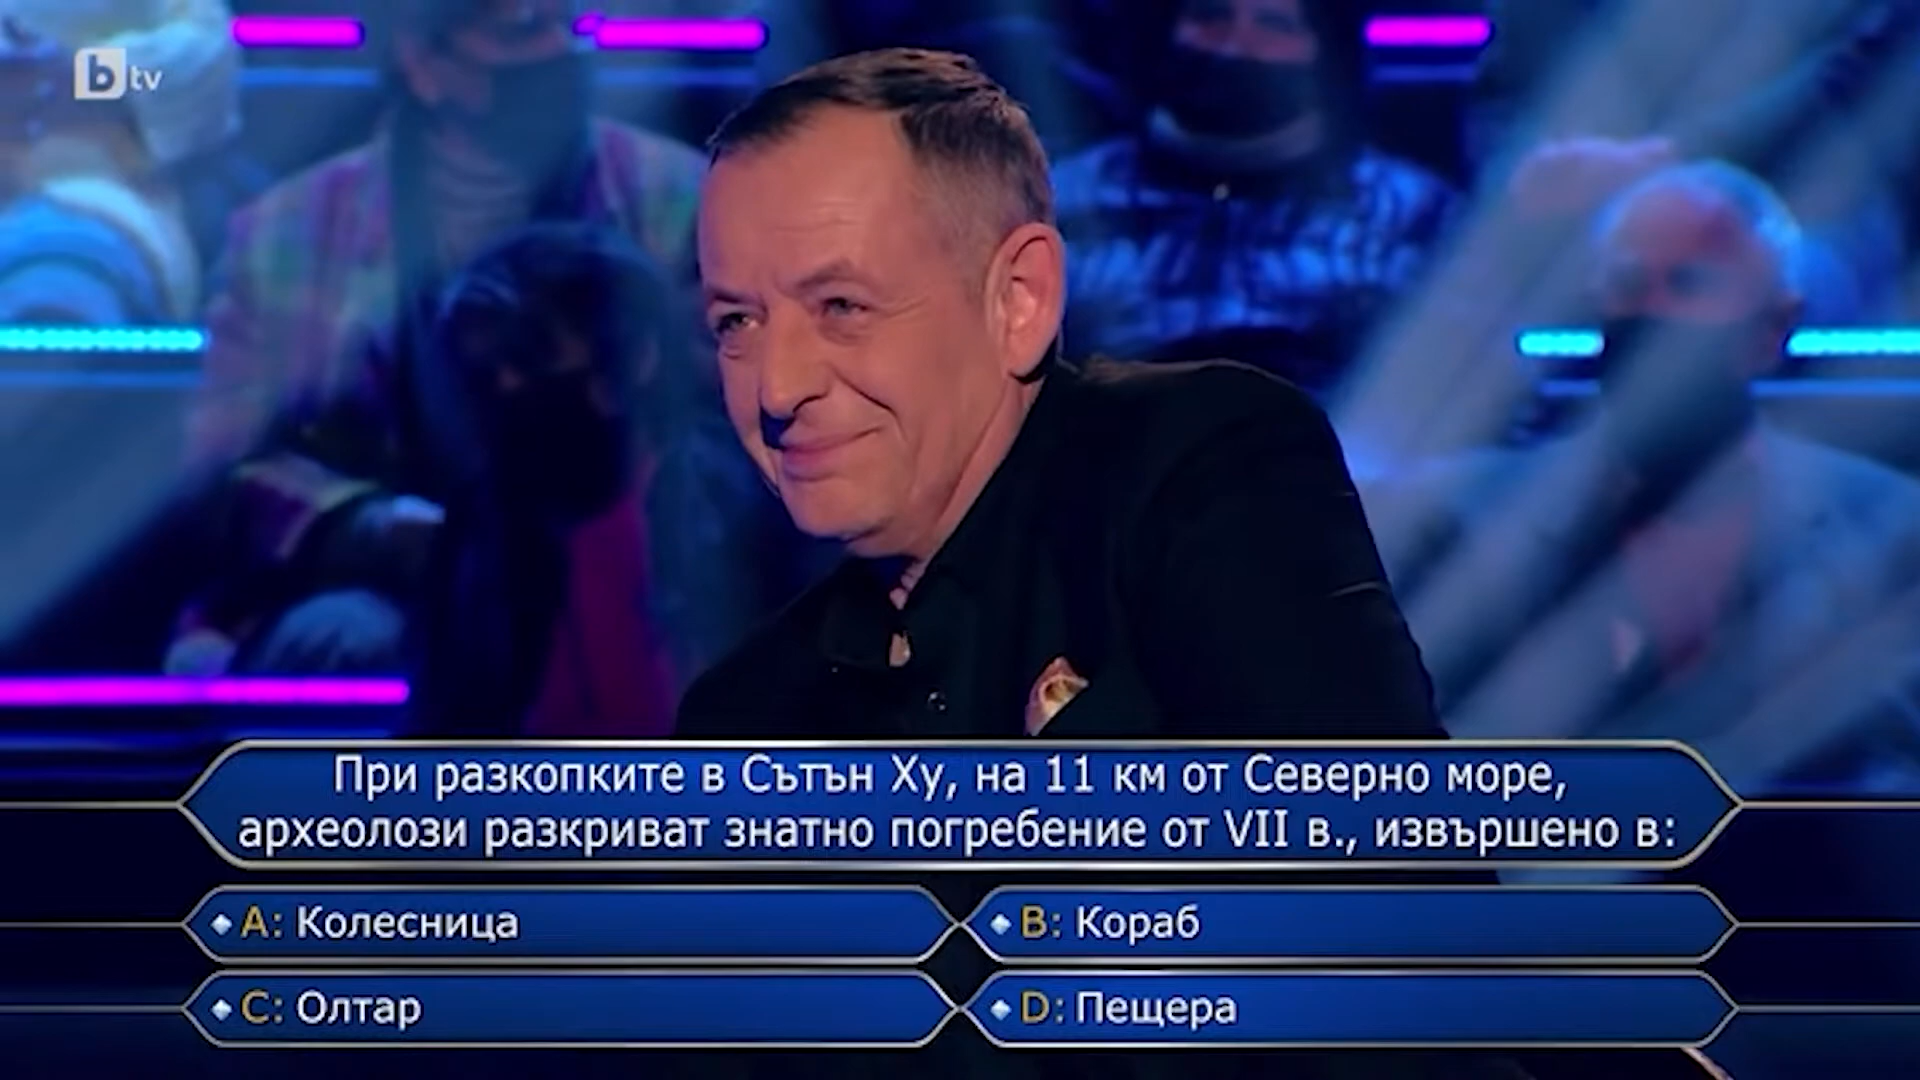 b tv
При разкопките в Сътън Ху, на 11 км от Северно море,
археолози разкриват знатно погребение от VII в., извършено в:
A: Колесница
B: Кораб
C: Олтар
D: Пещера